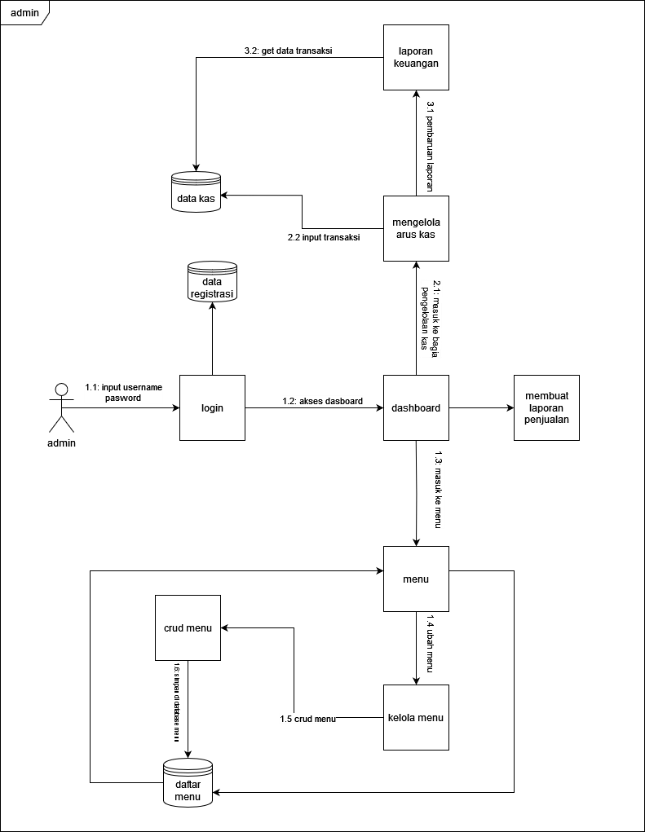 admin
laporan
keuangan
3.2: get data transaksi
3.1 pembaruan laporan
data kas
mengelola
arus kas
2.2 input transaksi
data
registrasi
2.1: masuk ke bagia
pengelolaan kas
1.1: input username
pasword
login
1.2: akses dasboard
dashboard
membuat
laporan
penjualan
admin
1.3: masuk ke menu
menu
crud menu
1.4 ubah menu
1.5 crud menu
kelola menu
daftar
menu